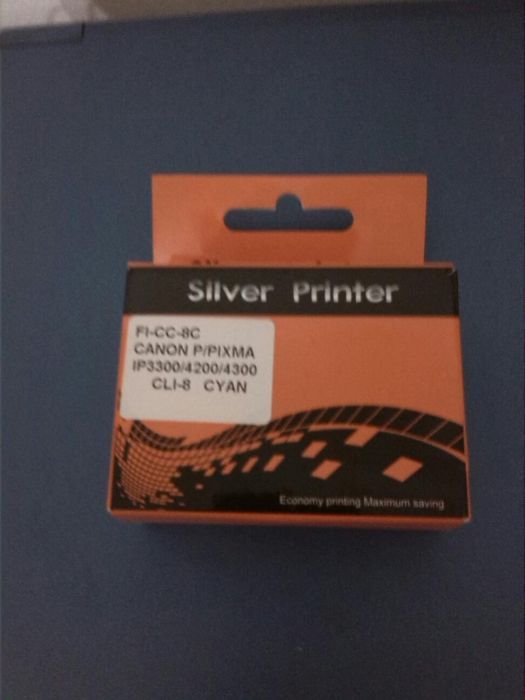 Silver Printer
FI-CC-8C
CANON P/PIXMA
IP3300/4200/4300
CLI-8 CYAN
Economy printing Maximum saving